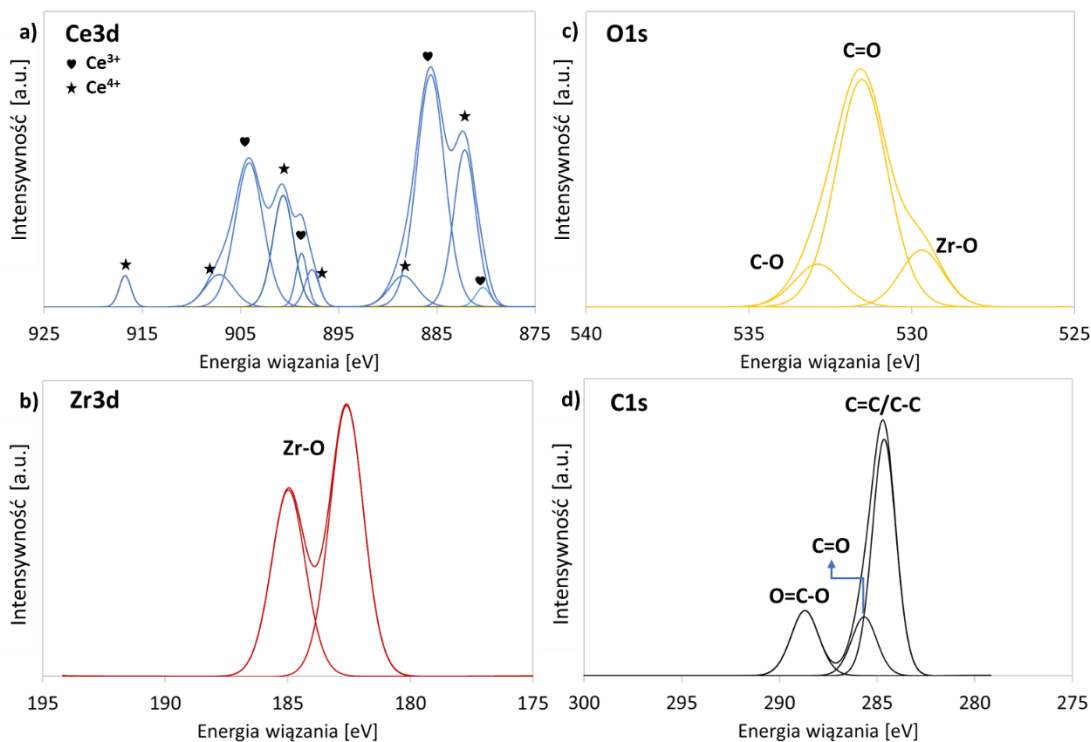 a) Ce3d
♥ Ce³⁺
★ Ce⁴⁺
Intensywność [a.u.]
925 915 905 895 885 875
Energia wiązania [eV]
c) O1s
C=O
C-O
Zr-O
Intensywność [a.u.]
540 535 530 525
Energia wiązania [eV]
b) Zr3d
Zr-O
Intensywność [a.u.]
195 190 185 180 175
Energia wiązania [eV]
d) C1s
C=C/C-C
C=O
O=C-O
Intensywność [a.u.]
300 295 290 285 280 275
Energia wiązania [eV]